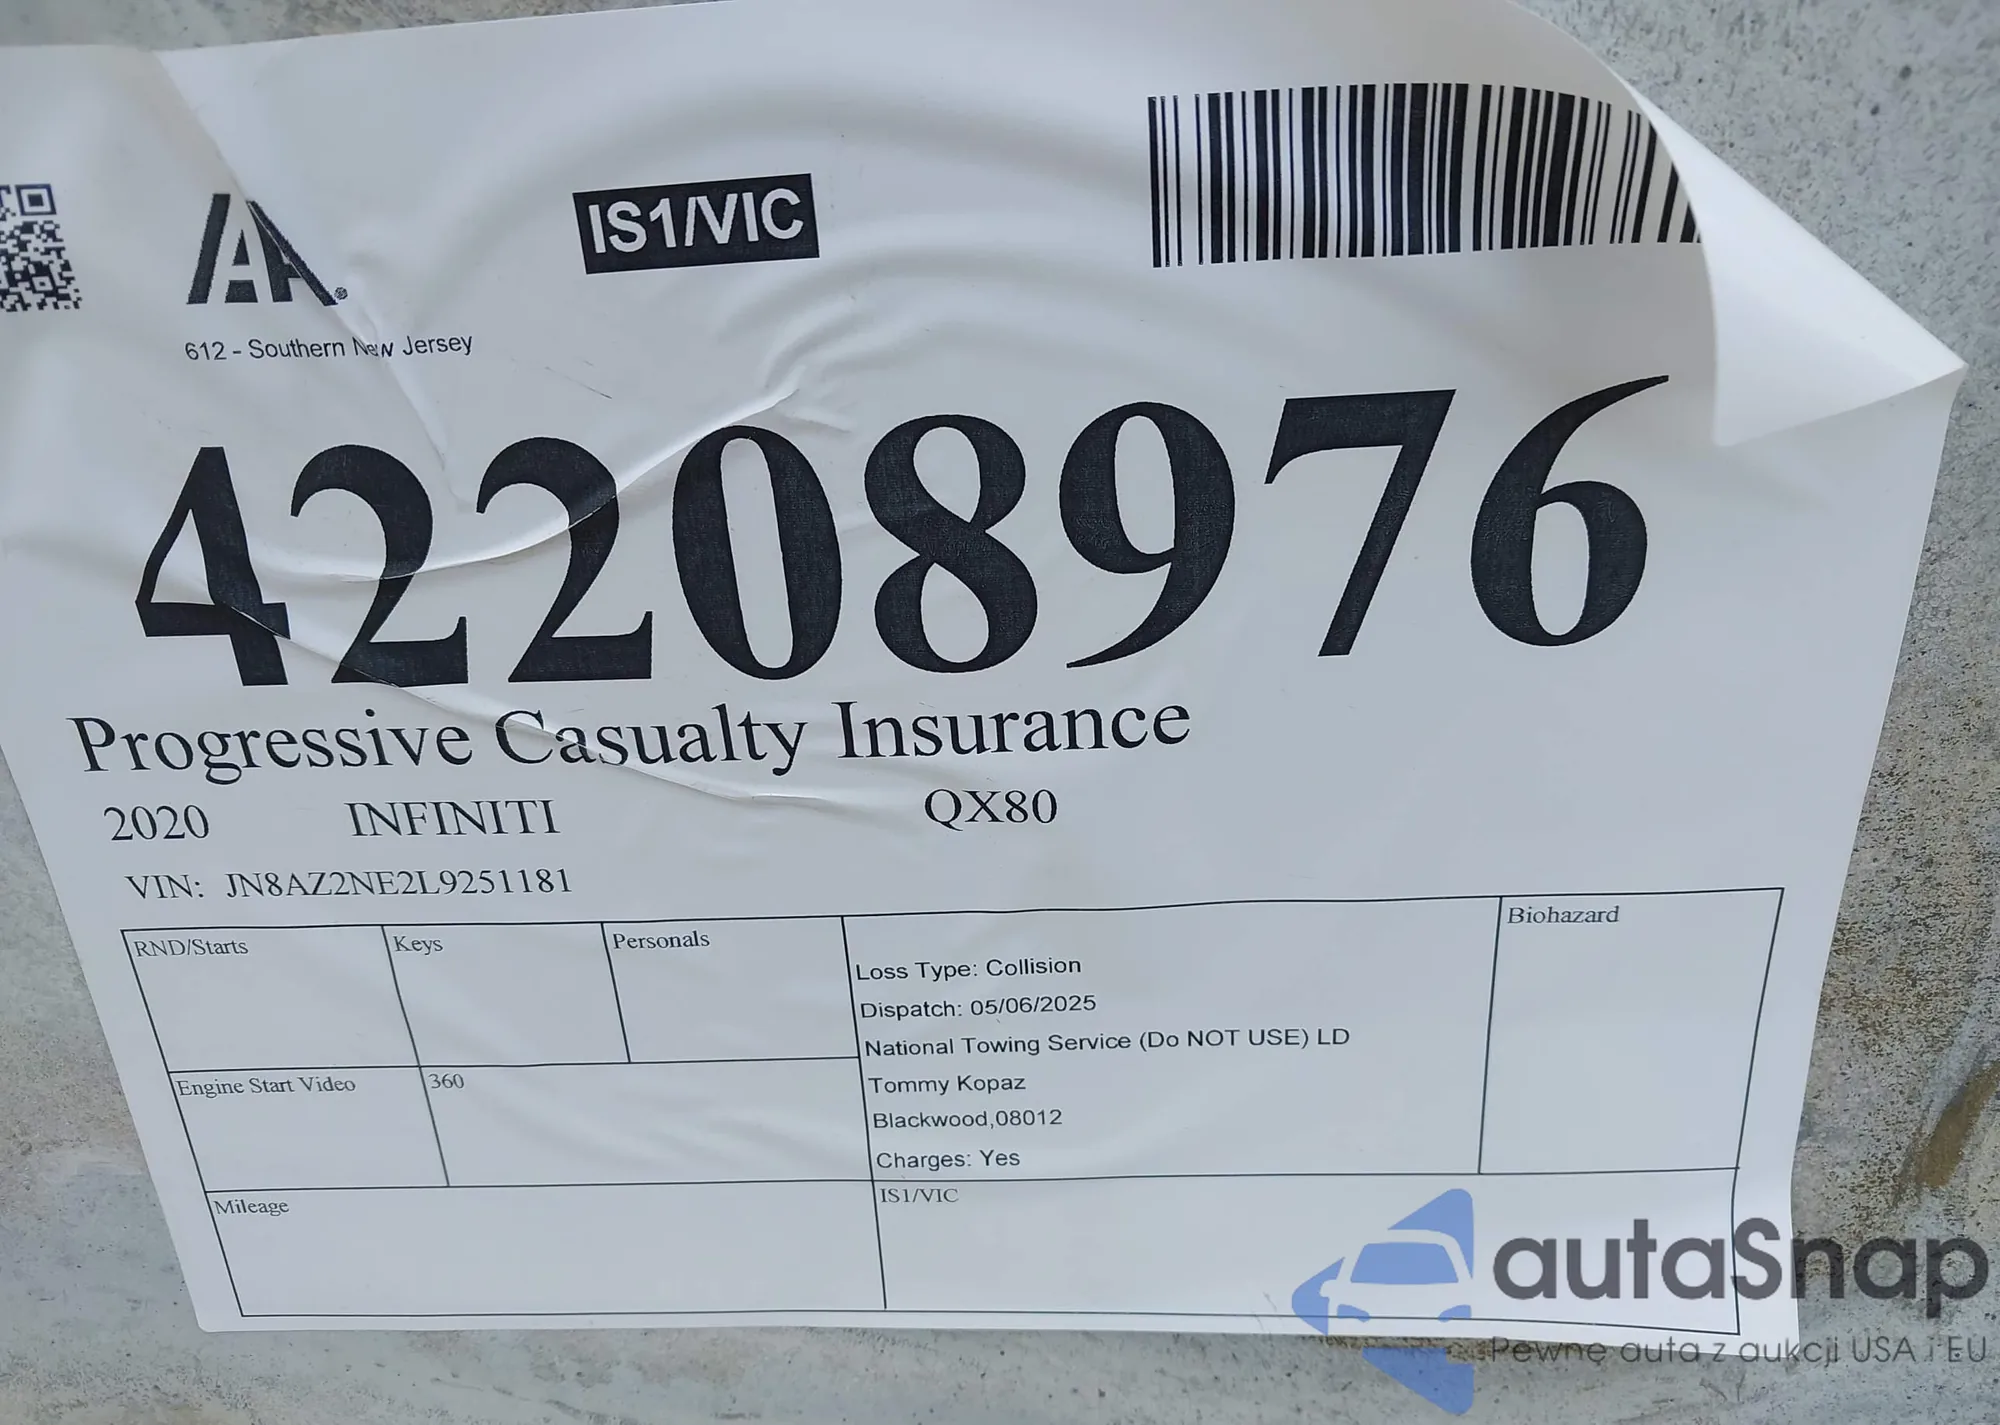 IAA®
IS1/VIC
612 - Southern New Jersey
42208976
Progressive Casualty Insurance
2020 INFINITI QX80
VIN: JN8AZ2NE2L9251181
RND/Starts
Keys
Personals
Loss Type: Collision
Dispatch: 05/06/2025
National Towing Service (Do NOT USE) LD
Tommy Kopaz
Blackwood,08012
Charges: Yes
Biohazard
Engine Start Video
360
Mileage
IS1/VIC
autaSnap
Pewne auta z aukcji USA i EU